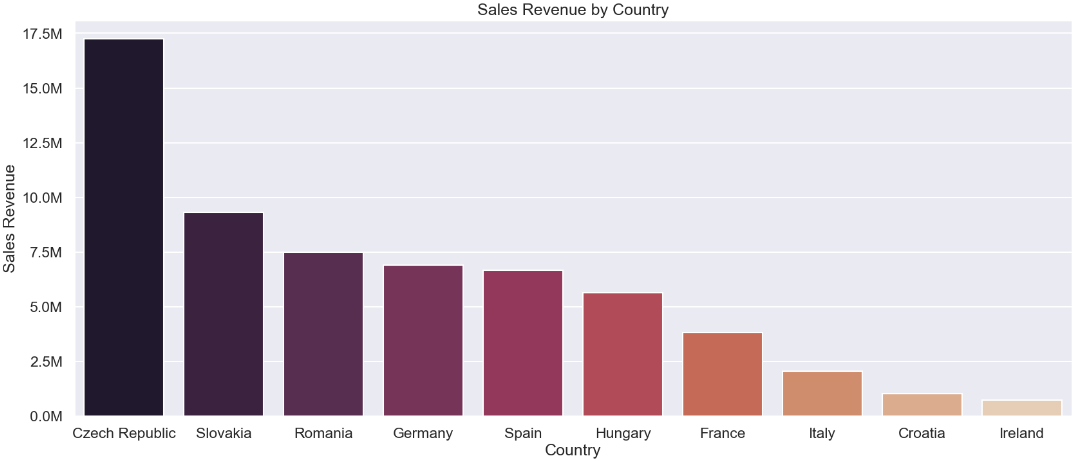 Sales Revenue by Country
Sales Revenue
17.5M
15.0M
12.5M
10.0M
7.5M
5.0M
2.5M
0.0M
Czech Republic Slovakia Romania Germany Spain Hungary France Italy Croatia Ireland
Country